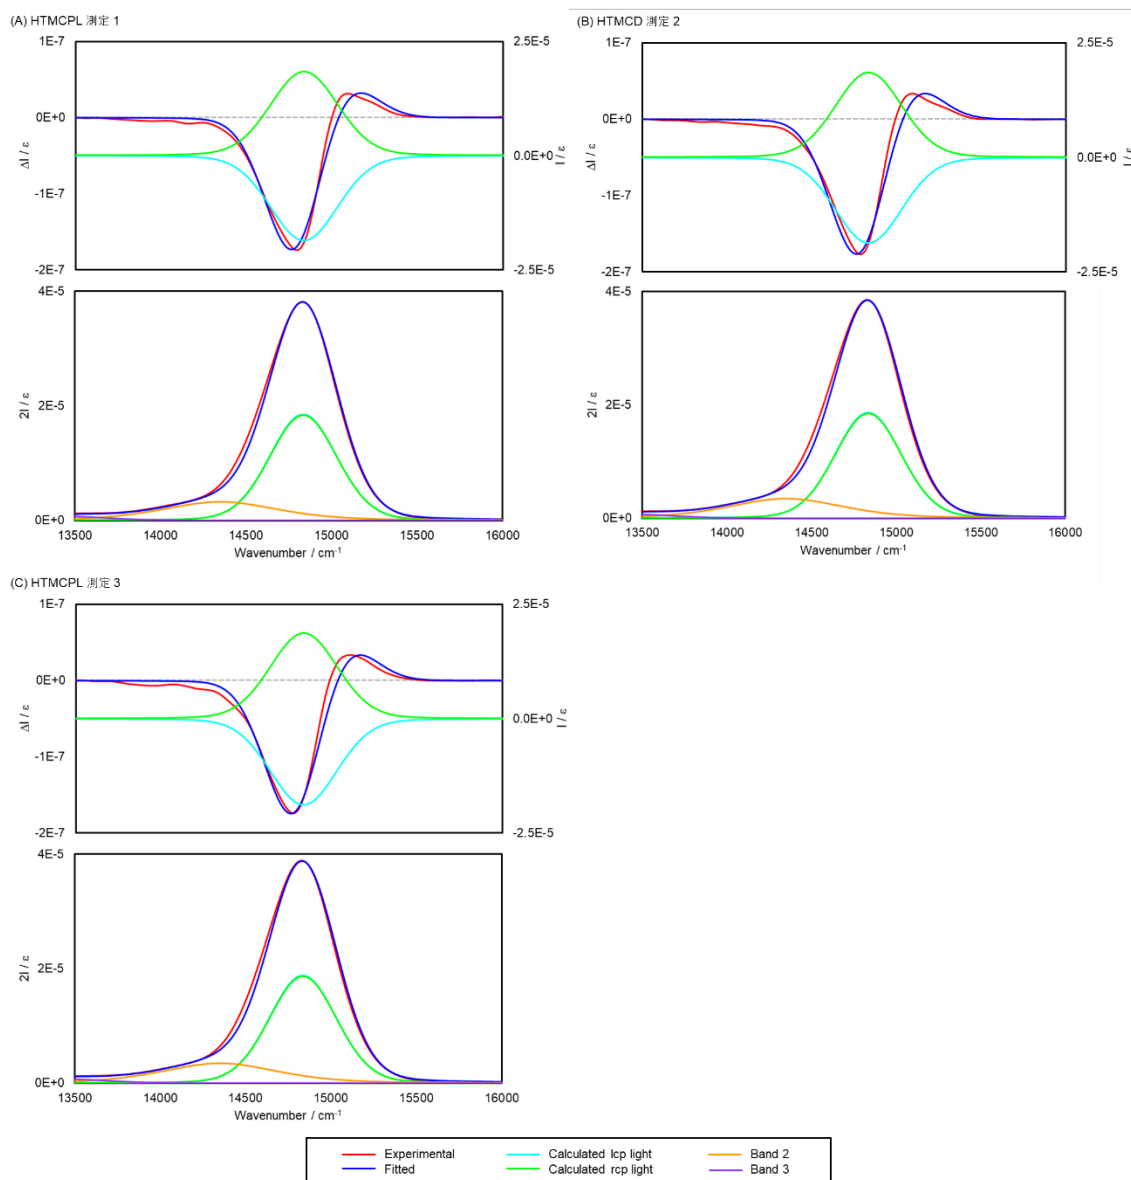 (A) HTMCPL 測定 1
1E-7
0E+0
-1E-7
-2E-7
ΔI / ε
2.5E-5
0.0E+0
-2.5E-5
I / ε
4E-5
2E-5
0E+0
2I / ε
13500 14000 14500 15000 15500 16000
Wavenumber / cm-1
(B) HTMCD 測定 2
1E-7
0E+0
-1E-7
-2E-7
ΔI / ε
2.5E-5
0.0E+0
-2.5E-5
I / ε
4E-5
2E-5
0E+0
2I / ε
13500 14000 14500 15000 15500 16000
Wavenumber / cm-1
(C) HTMCPL 測定 3
1E-7
0E+0
-1E-7
-2E-7
ΔI / ε
2.5E-5
0.0E+0
-2.5E-5
I / ε
4E-5
2E-5
0E+0
2I / ε
13500 14000 14500 15000 15500 16000
Wavenumber / cm-1
Experimental Calculated lcp light Band 2
Fitted Calculated rcp light Band 3